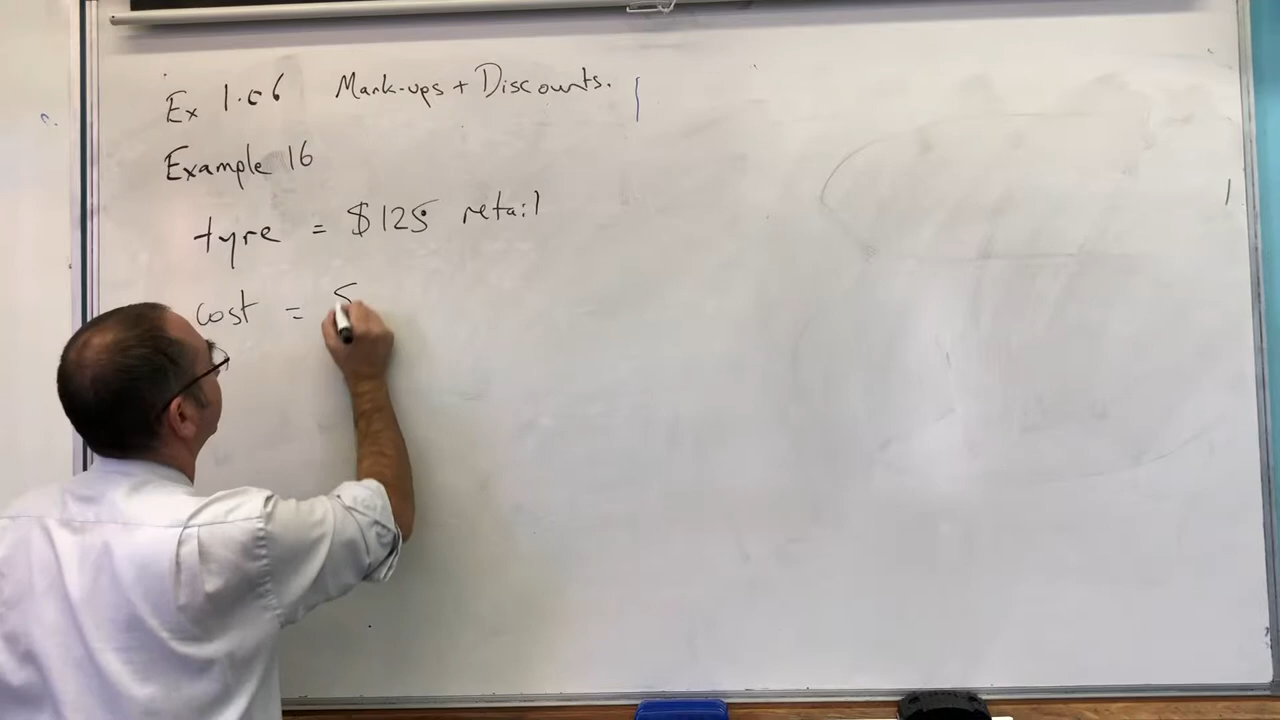 Ex 1.06 Mark-ups + Discounts.
Example 16
tyre = $125 retail
cost =